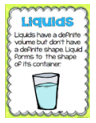 Liquids
Liquids have a definite
volume but don't have
a definite shape. Liquid
forms to the shape
of its container.